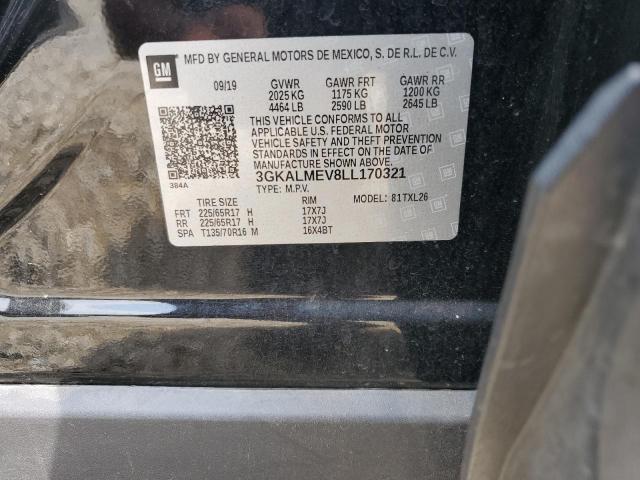 GM
MFD BY GENERAL MOTORS DE MEXICO, S. DE R.L. DE C.V.
09/19 GVWR GAWR FRT GAWR RR
2025 KG 1175 KG 1200 KG
4464 LB 2590 LB 2645 LB
THIS VEHICLE CONFORMS TO ALL
APPLICABLE U.S. FEDERAL MOTOR
VEHICLE SAFETY AND THEFT PREVENTION
STANDARDS IN EFFECT ON THE DATE OF
MANUFACTURE SHOWN ABOVE.
384A 3GKALMEV8LL170321
TYPE: M.P.V. MODEL: 81TXL26
TIRE SIZE RIM
FRT 225/65R17 H 17X7J
RR 225/65R17 H 17X7J
SPA T135/70R16 M 16X4BT